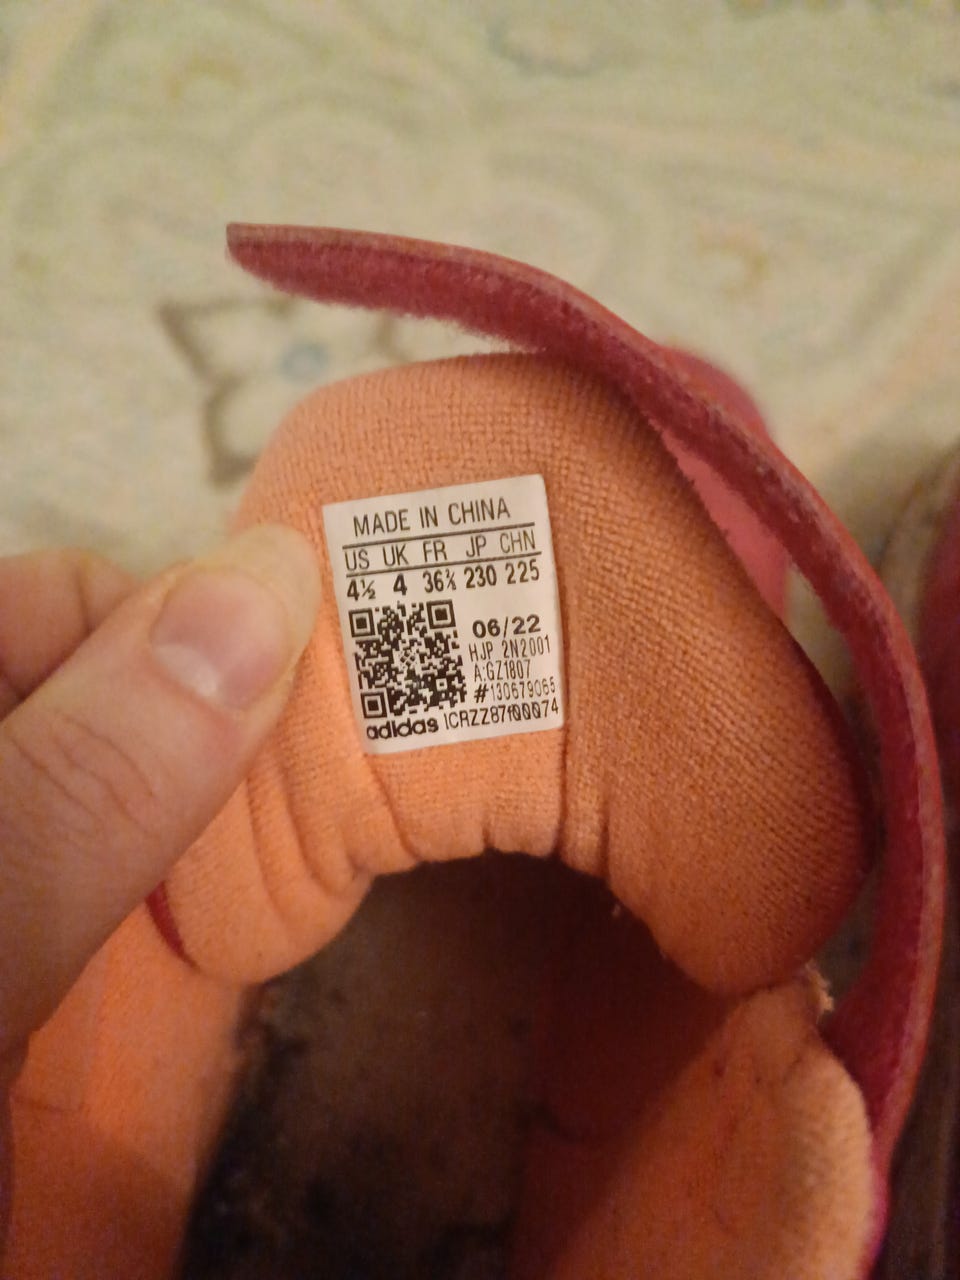 MADE IN CHINA
US UK FR JP CHN
4½ 4 36⅔ 230 225
06/22
HJP 2N2001
A:GZ1807
#130679065
adidas ICRZZ87f00074